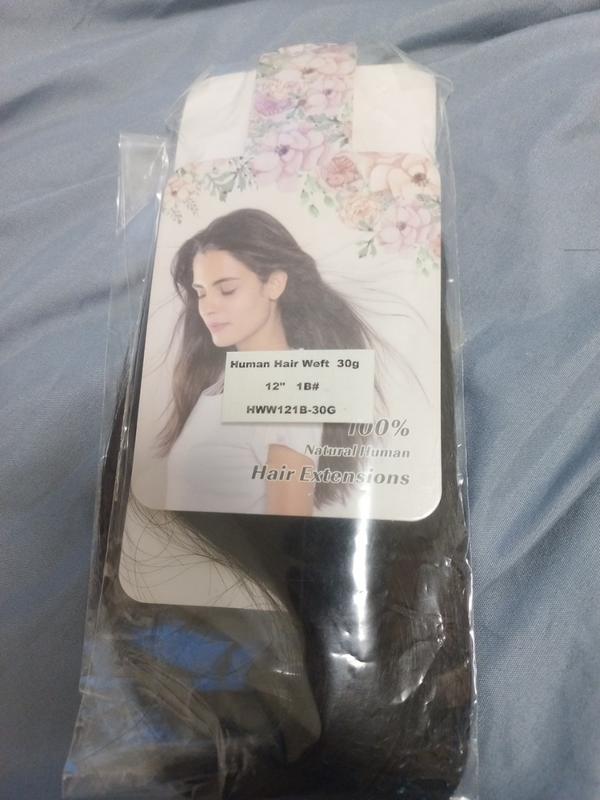 Human Hair Weft 30g
12" 1B#
HWW121B-30G
100%
Natural Human
Hair Extensions